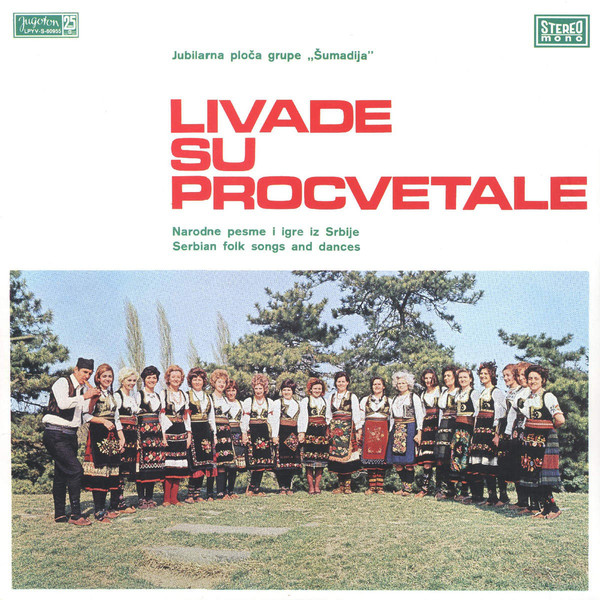 Jugoton
25
LPYV-S-60955
STEREO
mono
Jubilarna ploča grupe „Šumadija"
LIVADE
SU
PROCVETALE
Narodne pesme i igre iz Srbije
Serbian folk songs and dances